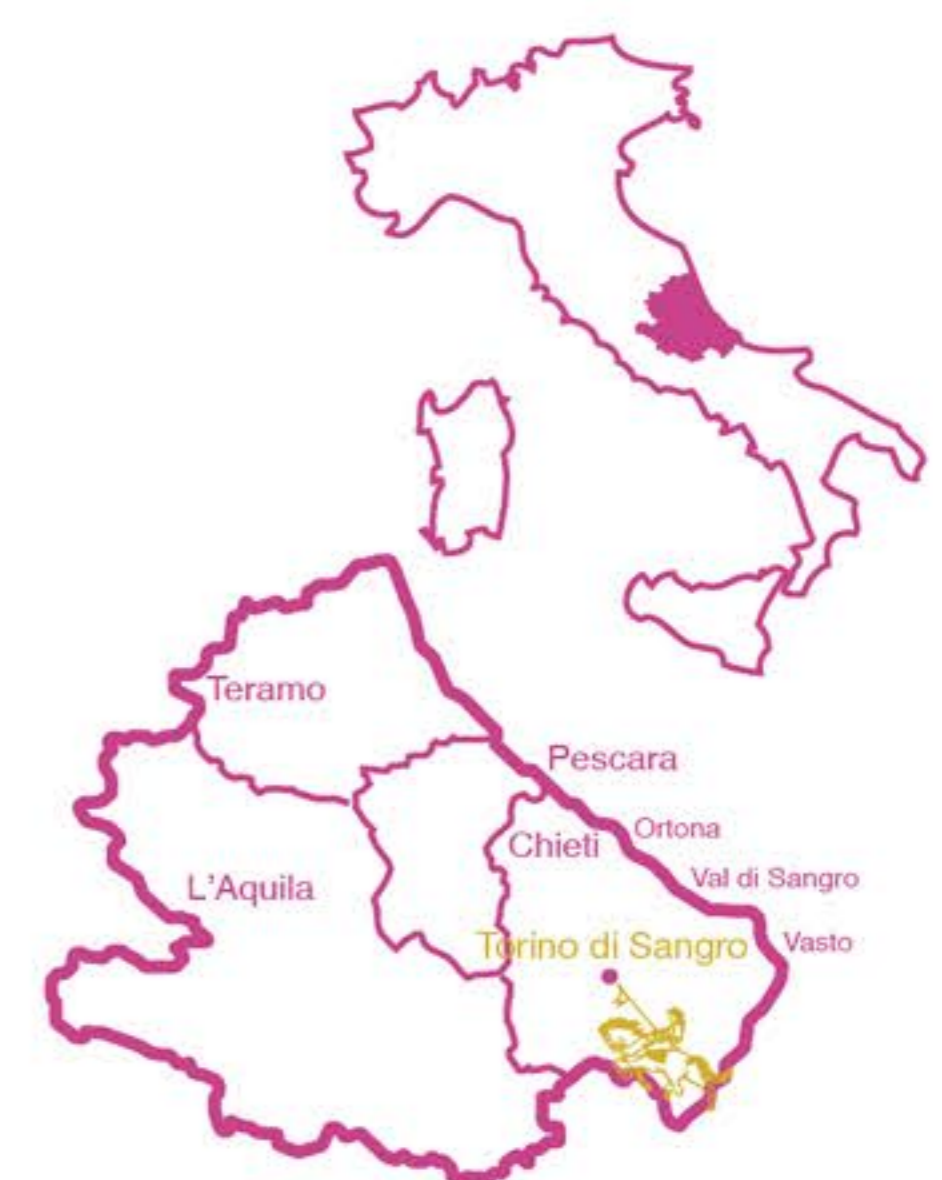 Teramo
Pescara
Ortona
Chieti
Val di Sangro
L'Aquila
Vasto
Torino di Sangro